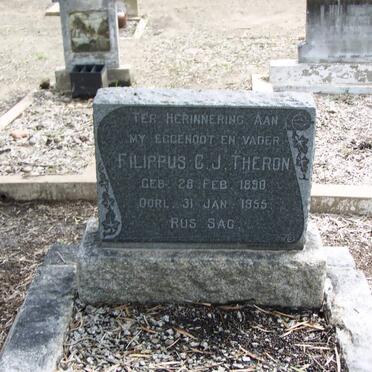 TER HERINNERING AAN
MY EGGENOOT EN VADER
FILIPPUS C.J. THERON
GEB. 28 FEB. 1890
OORL. 31 JAN. 1955
RUS SAG.